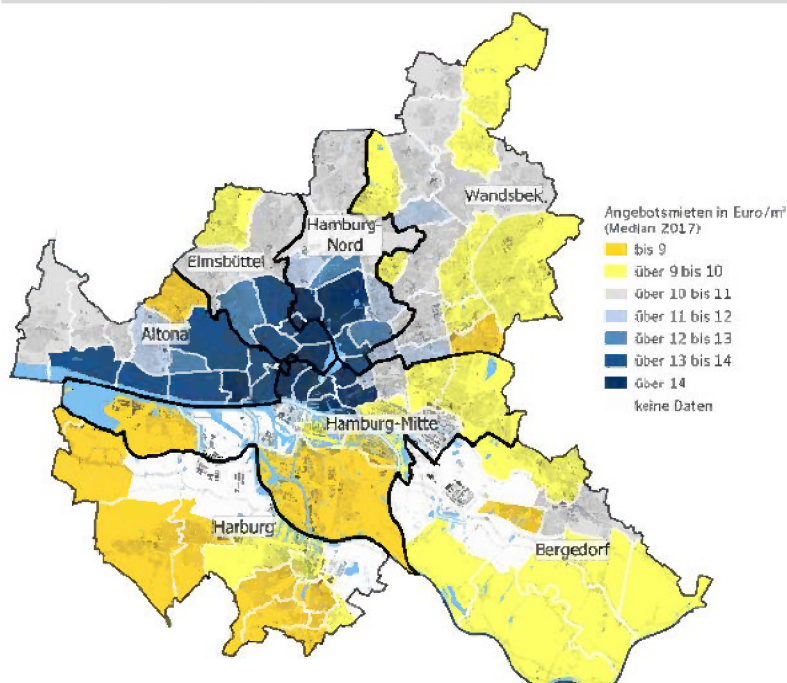 Wandsbek
Hamburg-
Nord
Eimsbüttel
Altona
Hamburg-Mitte
Harburg
Bergedorf
Angebotsmieten in Euro/m²
(Median 2017)
bis 9
über 9 bis 10
über 10 bis 11
über 11 bis 12
über 12 bis 13
über 13 bis 14
über 14
keine Daten